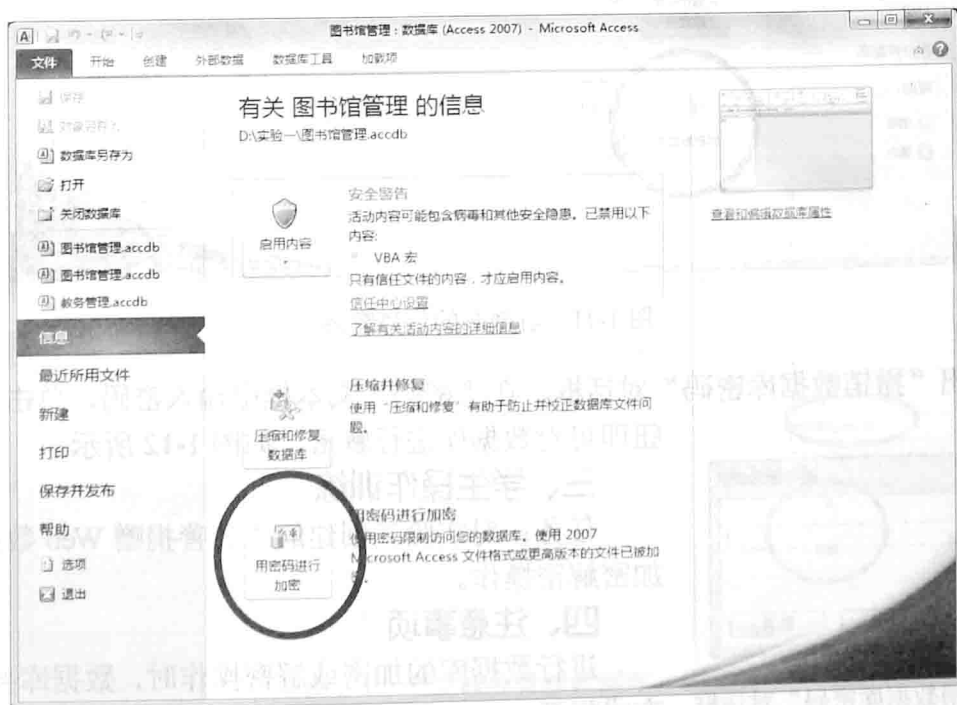 图书馆管理 : 数据库 (Access 2007) - Microsoft Access
文件 开始 创建 外部数据 数据库工具 加载项
保存
对象另存为
数据库另存为
打开
关闭数据库
图书馆管理.accdb
图书馆管理.accdb
教务管理.accdb
信息
最近所用文件
新建
打印
保存并发布
帮助
选项
退出
有关 图书馆管理 的信息
D:\实验一\图书馆管理.accdb
启用内容
安全警告
活动内容可能包含病毒和其他安全隐患。已禁用以下
内容:
VBA 宏
只有信任文件的内容，才应启用内容。
信任中心设置
了解有关活动内容的详细信息
压缩和修复
数据库
压缩并修复
使用“压缩和修复”有助于防止并校正数据库文件问
题。
用密码进行
加密
用密码进行加密
使用密码限制访问您的数据库。使用 2007
Microsoft Access 文件格式或更高版本的文件已被加
查看和编辑数据库属性